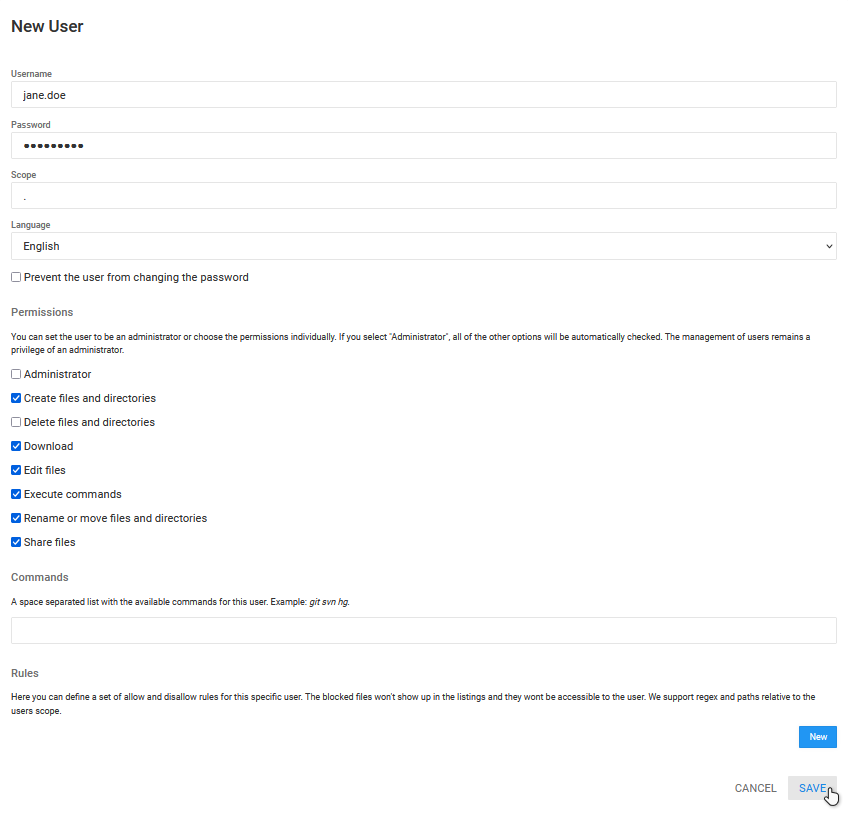 New User
Username
jane.doe
Password
•••••••••
Scope
.
Language
English
Prevent the user from changing the password
Permissions
You can set the user to be an administrator or choose the permissions individually. If you select "Administrator", all of the other options will be automatically checked. The management of users remains a
privilege of an administrator.
Administrator
Create files and directories
Delete files and directories
Download
Edit files
Execute commands
Rename or move files and directories
Share files
Commands
A space separated list with the available commands for this user. Example: git svn hg.
Rules
Here you can define a set of allow and disallow rules for this specific user. The blocked files won't show up in the listings and they wont be accessible to the user. We support regex and paths relative to the
users scope.
New
CANCEL SAVE